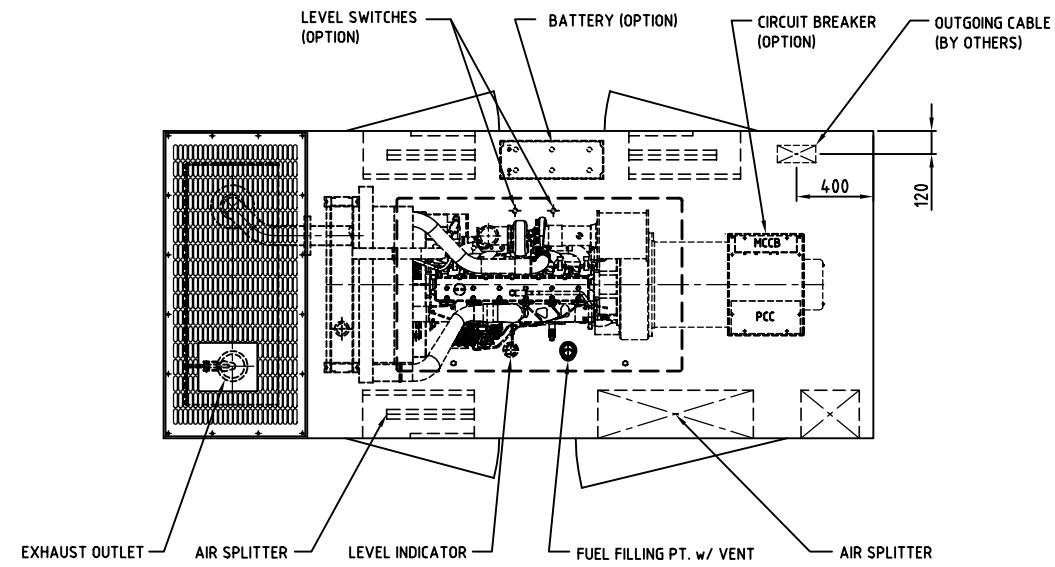 LEVEL SWITCHES
(OPTION)
BATTERY (OPTION)
CIRCUIT BREAKER
(OPTION)
OUTGOING CABLE
(BY OTHERS)
400
120
MCCB
PCC
EXHAUST OUTLET
AIR SPLITTER
LEVEL INDICATOR
FUEL FILLING PT. w/ VENT
AIR SPLITTER